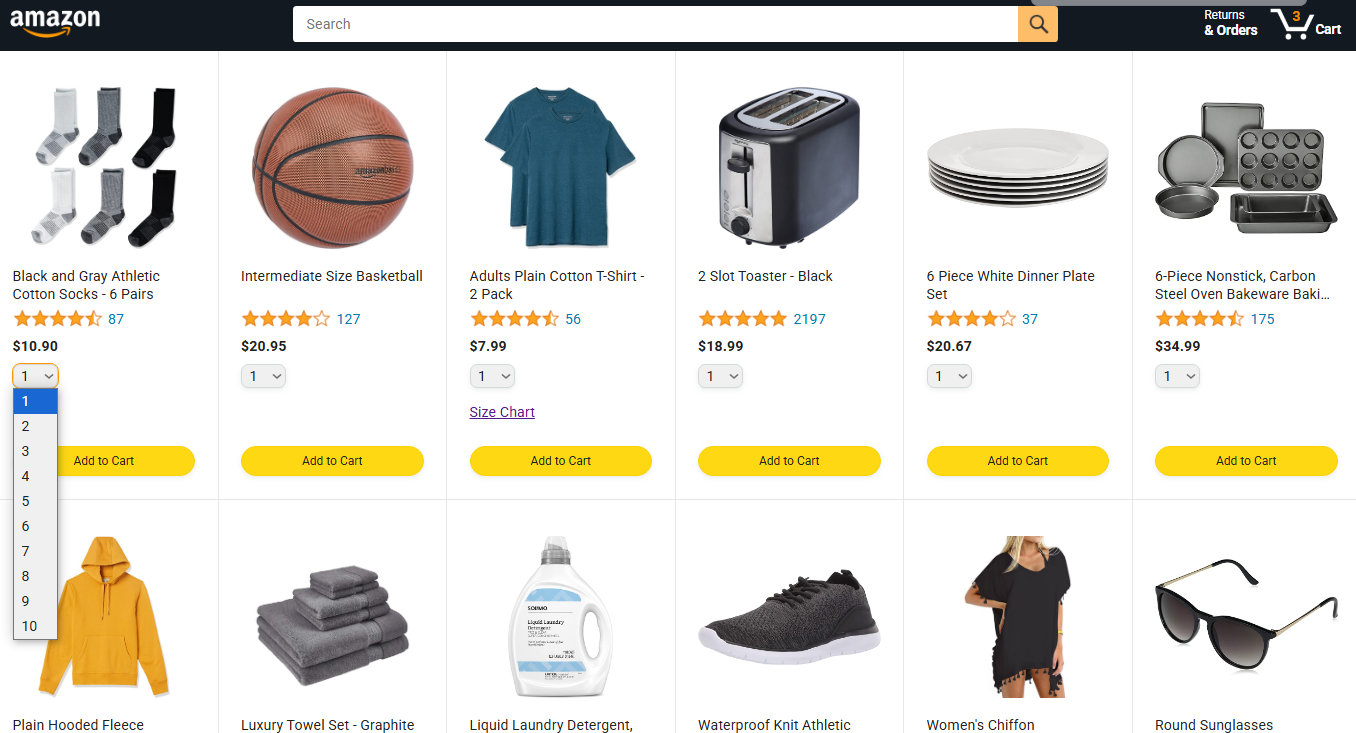 amazon
Search
Returns
& Orders
3
Cart
amazon
Black and Gray Athletic
Cotton Socks - 6 Pairs
87
$10.90
1
1
2
3
4
5
6
7
8
9
10
Add to Cart
Intermediate Size Basketball
127
$20.95
1
Add to Cart
Adults Plain Cotton T-Shirt -
2 Pack
56
$7.99
1
Size Chart
Add to Cart
2 Slot Toaster - Black
2197
$18.99
1
Add to Cart
6 Piece White Dinner Plate
Set
37
$20.67
1
Add to Cart
6-Piece Nonstick, Carbon
Steel Oven Bakeware Baki...
175
$34.99
1
Add to Cart
Plain Hooded Fleece
Luxury Towel Set - Graphite
SOLIMO
Liquid Laundry
Detergent
Liquid Laundry Detergent,
Waterproof Knit Athletic
Women's Chiffon
Round Sunglasses